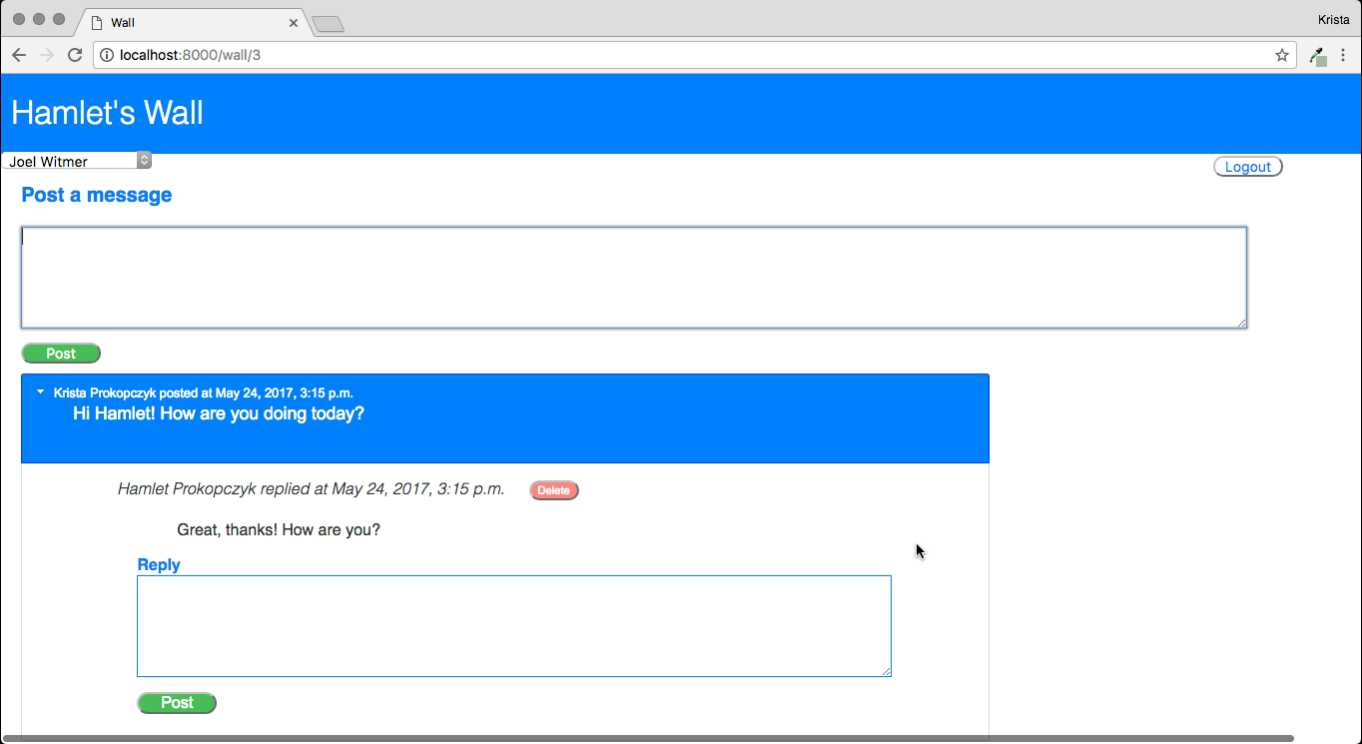 Wall
Krista
localhost:8000/wall/3
Hamlet's Wall
Joel Witmer
Logout
Post a message
Post
Krista Prokopczyk posted at May 24, 2017, 3:15 p.m.
Hi Hamlet! How are you doing today?
Hamlet Prokopczyk replied at May 24, 2017, 3:15 p.m.
Delete
Great, thanks! How are you?
Reply
Post